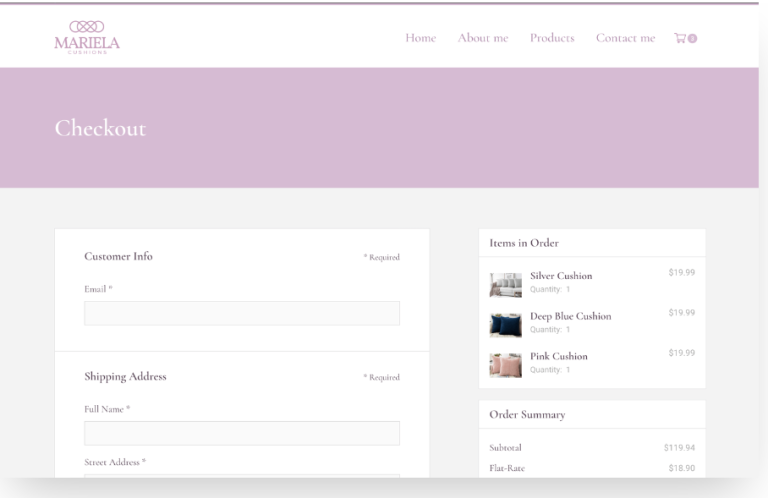 MARIELA
CUSHIONS
Home About me Products Contact me 3
Checkout
Customer Info * Required
Email *
Shipping Address * Required
Full Name *
Street Address *
Items in Order
Silver Cushion $19.99
Quantity: 1
Deep Blue Cushion $19.99
Quantity: 1
Pink Cushion $19.99
Quantity: 1
Order Summary
Subtotal $119.94
Flat-Rate $18.90